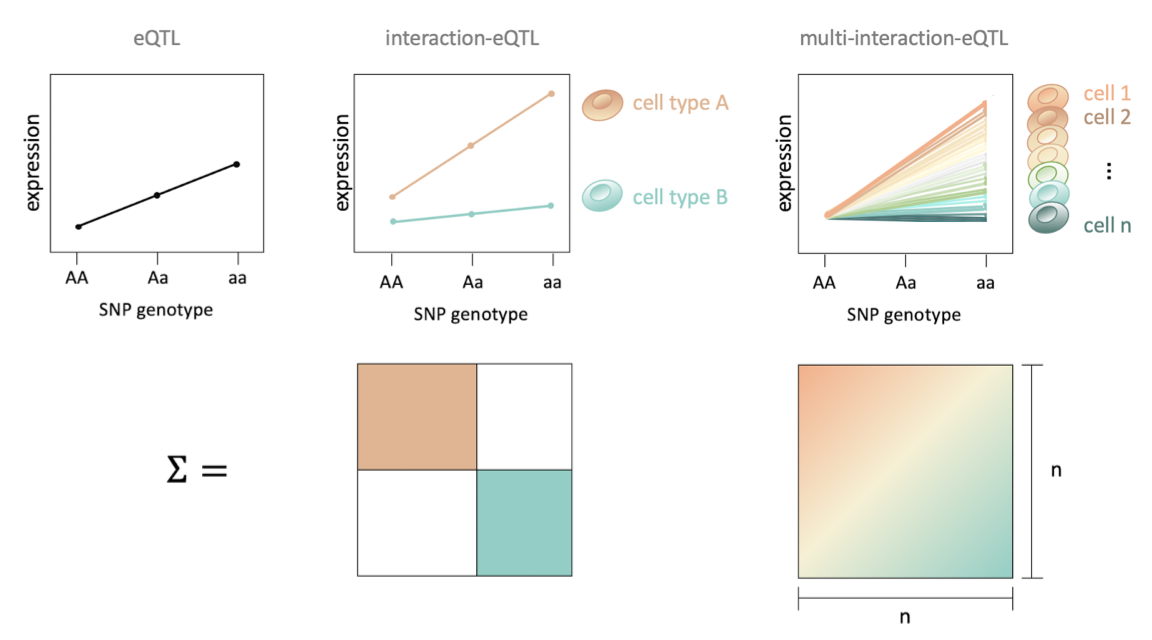 eQTL
expression
AA Aa aa
SNP genotype
interaction-eQTL
expression
cell type A
cell type B
AA Aa aa
SNP genotype
multi-interaction-eQTL
expression
cell 1
cell 2
⋮
cell n
AA Aa aa
SNP genotype
Σ =
n
n